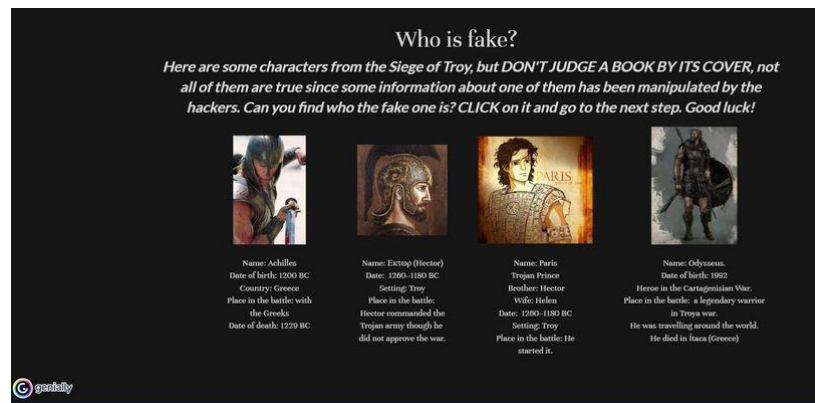 Who is fake?
Here are some characters from the Siege of Troy, but DON'T JUDGE A BOOK BY ITS COVER, not
all of them are true since some information about one of them has been manipulated by the
hackers. Can you find who the fake one is? CLICK on it and go to the next step. Good luck!
PARIS
Name: Achilles
Date of birth: 1200 BC
Country: Greece
Place in the battle: with
the Greeks
Date of death: 1229 BC
Name: Εκτωρ (Hector)
Date: 1260–1180 BC
Setting: Troy
Place in the battle:
Hector commanded the
Trojan army though he
did not approve the war.
Name: Paris
Trojan Prince
Brother: Hector
Wife: Helen
Date: 1260–1180 BC
Setting: Troy
Place in the battle: He
started it.
Name: Odysseus.
Date of birth: 1992
Heroe in the Cartagenisian War.
Place in the battle: a legendary warrior
in Troya war.
He was travelling around the world.
He died in Ítaca (Greece)
genially